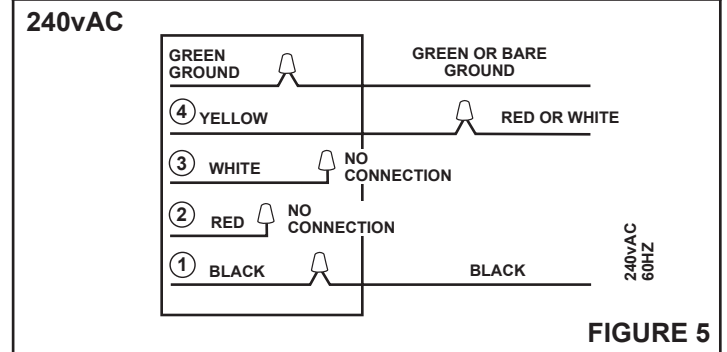 240vAC
GREEN
GROUND
GREEN OR BARE
GROUND
4 YELLOW
RED OR WHITE
3 WHITE
NO
CONNECTION
2 RED
NO
CONNECTION
1 BLACK
BLACK
240vAC
60HZ
FIGURE 5